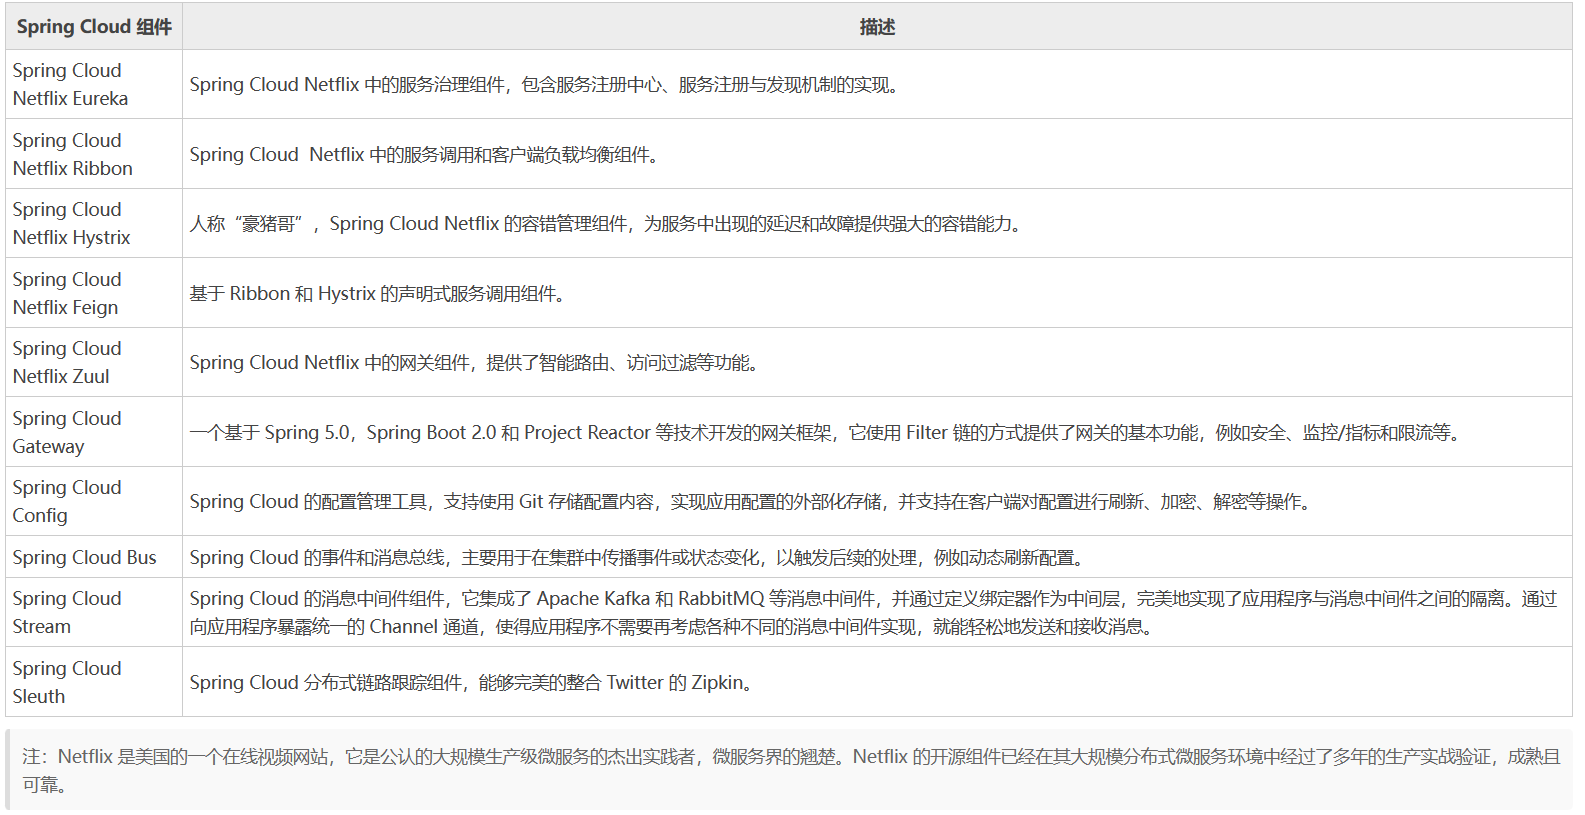 Spring Cloud 组件
描述
Spring Cloud
Netflix Eureka
Spring Cloud Netflix 中的服务治理组件，包含服务注册中心、服务注册与发现机制的实现。
Spring Cloud
Netflix Ribbon
Spring Cloud  Netflix 中的服务调用和客户端负载均衡组件。
Spring Cloud
Netflix Hystrix
人称“豪猪哥”，Spring Cloud Netflix 的容错管理组件，为服务中出现的延迟和故障提供强大的容错能力。
Spring Cloud
Netflix Feign
基于 Ribbon 和 Hystrix 的声明式服务调用组件。
Spring Cloud
Netflix Zuul
Spring Cloud Netflix 中的网关组件，提供了智能路由、访问过滤等功能。
Spring Cloud
Gateway
一个基于 Spring 5.0，Spring Boot 2.0 和 Project Reactor 等技术开发的网关框架，它使用 Filter 链的方式提供了网关的基本功能，例如安全、监控/指标和限流等。
Spring Cloud
Config
Spring Cloud 的配置管理工具，支持使用 Git 存储配置内容，实现应用配置的外部化存储，并支持在客户端对配置进行刷新、加密、解密等操作。
Spring Cloud Bus
Spring Cloud 的事件和消息总线，主要用于在集群中传播事件或状态变化，以触发后续的处理，例如动态刷新配置。
Spring Cloud
Stream
Spring Cloud 的消息中间件组件，它集成了 Apache Kafka 和 RabbitMQ 等消息中间件，并通过定义绑定器作为中间层，完美地实现了应用程序与消息中间件之间的隔离。通过
向应用程序暴露统一的 Channel 通道，使得应用程序不需要再考虑各种不同的消息中间件实现，就能轻松地发送和接收消息。
Spring Cloud
Sleuth
Spring Cloud 分布式链路跟踪组件，能够完美的整合 Twitter 的 Zipkin。
注：Netflix 是美国的一个在线视频网站，它是公认的大规模生产级微服务的杰出实践者，微服务界的翘楚。Netflix 的开源组件已经在其大规模分布式微服务环境中经过了多年的生产实战验证，成熟且
可靠。